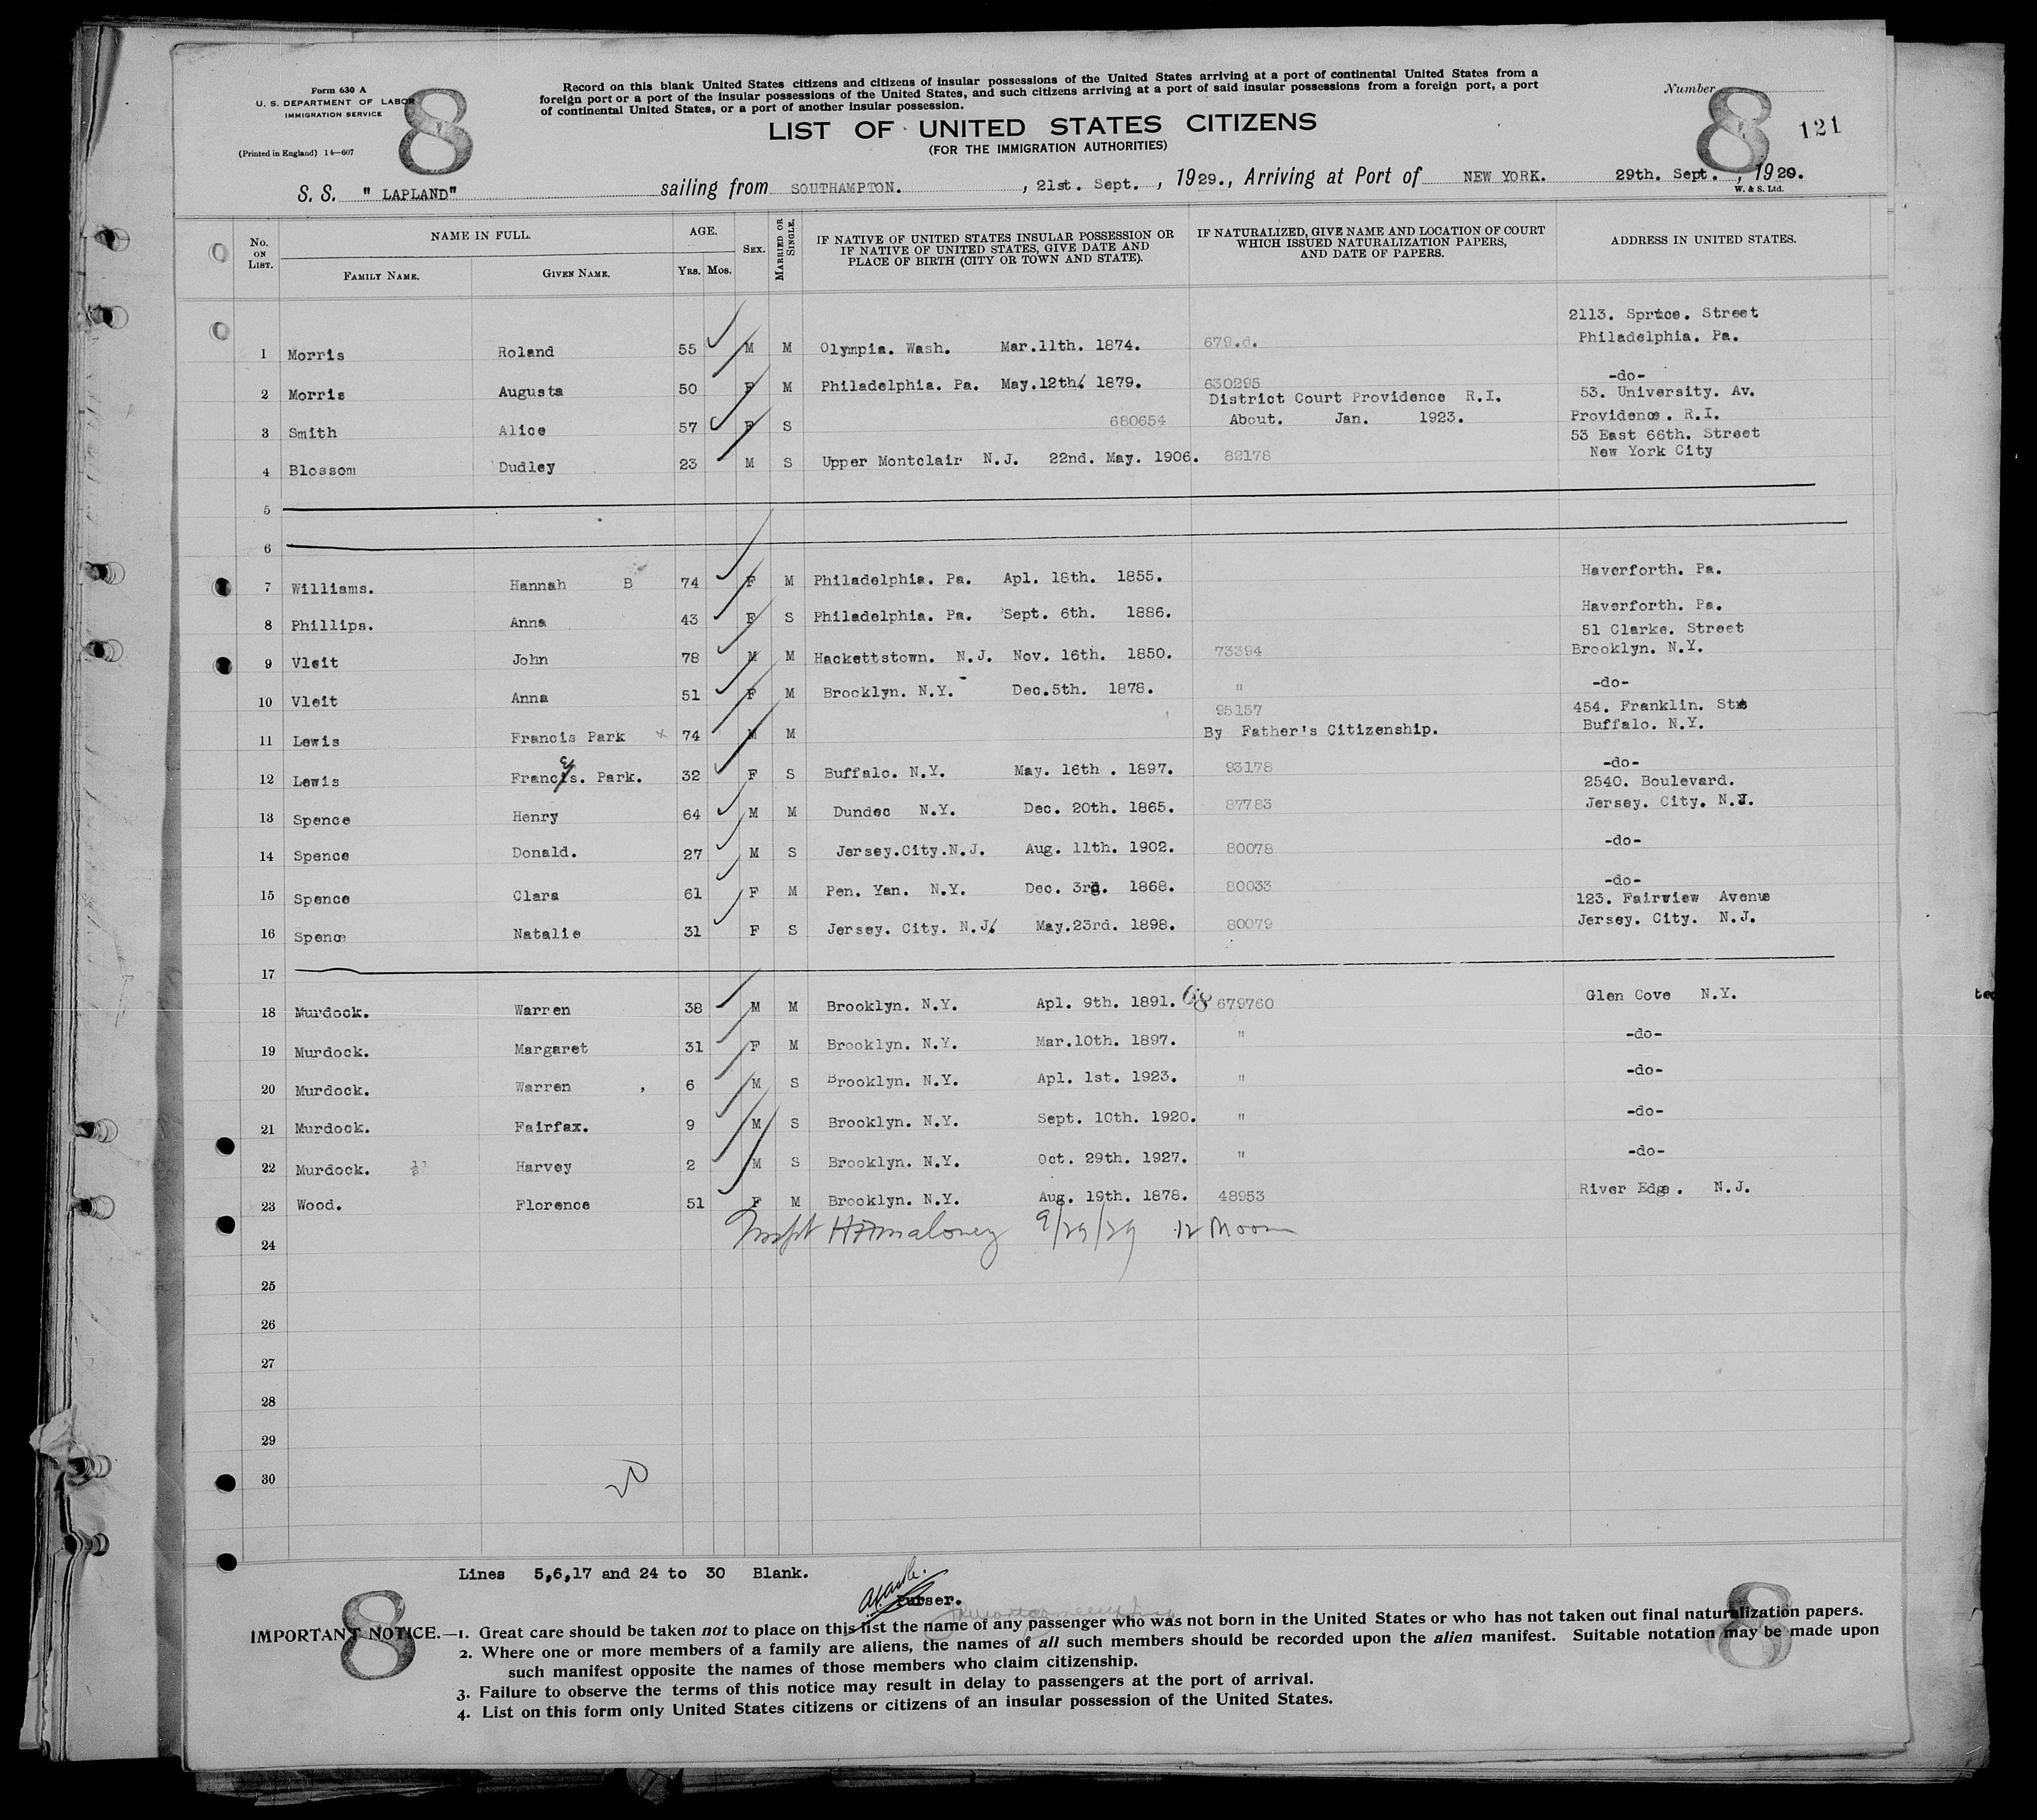 Form 630 A
U. S. DEPARTMENT OF LABOR
IMMIGRATION SERVICE
(Printed in England) 14—607
8
Record on this blank United States citizens and citizens of insular possessions of the United States arriving at a port of continental United States from a
foreign port or a port of the insular possessions of the United States, and such citizens arriving at a port of said insular possessions from a foreign port, a port
of continental United States, or a port of another insular possession.
LIST OF UNITED STATES CITIZENS
(FOR THE IMMIGRATION AUTHORITIES)
Number
8
121
S. S. "LAPLAND" sailing from SOUTHAMPTON. , 21st. Sept. , 1929., Arriving at Port of NEW YORK. 29th. Sept. , 1929.
W. & S. Ltd.
No. ON LIST. NAME IN FULL. AGE. SEX. MARRIED OR SINGLE. IF NATIVE OF UNITED STATES INSULAR POSSESSION OR IF NATIVE OF UNITED STATES, GIVE DATE AND PLACE OF BIRTH (CITY OR TOWN AND STATE). IF NATURALIZED, GIVE NAME AND LOCATION OF COURT WHICH ISSUED NATURALIZATION PAPERS, AND DATE OF PAPERS. ADDRESS IN UNITED STATES.
FAMILY NAME. GIVEN NAME. YRS. MOS.
2113. Spruce. Street
1 Morris Roland 55 M M Olympia. Wash. Mar.11th. 1874. 679.d. Philadelphia. Pa.
2 Morris Augusta 50 F M Philadelphia. Pa. May.12th. 1879. 630295 -do-
District Court Providence R.I. 53. University. Av.
3 Smith Alice 57 F S 680654 About. Jan. 1923. Providence. R.I.
53 East 66th. Street
4 Blossom Dudley 23 M S Upper Montclair N.J. 22nd. May. 1906. 82178 New York City
5
6
7 Williams. Hannah B 74 F M Philadelphia. Pa. Apl. 18th. 1855. Haverforth. Pa.
8 Phillips. Anna 43 F S Philadelphia. Pa. Sept. 6th. 1886. Haverforth. Pa.
51 Clarke. Street
9 Vleit John 78 M M Hackettstown. N.J. Nov. 16th. 1850. 73394 Brooklyn. N.Y.
10 Vleit Anna 51 F M Brooklyn. N.Y. Dec.5th. 1878. " -do-
95157 454. Franklin. Str
11 Lewis Francis Park x 74 M M By Father's Citizenship. Buffalo. N.Y.
12 Lewis Frances. Park. 32 F S Buffalo. N.Y. May. 16th . 1897. 93178 -do-
2540. Boulevard.
13 Spence Henry 64 M M Dundee N.Y. Dec. 20th. 1865. 87783 Jersey. City. N.J.
14 Spence Donald. 27 M S Jersey.City.N.J. Aug. 11th. 1902. 80078 -do-
15 Spence Clara 61 F M Pen. Yan. N.Y. Dec. 3rd. 1868. 80033 -do-
123. Fairview Avenue
16 Spence Natalie 31 F S Jersey. City. N.J. May.23rd. 1898. 80079 Jersey. City. N.J.
17
18 Murdock. Warren 38 M M Brooklyn. N.Y. Apl. 9th. 1891. 68 679760 Glen Cove N.Y.
19 Murdock. Margaret 31 F M Brooklyn. N.Y. Mar.10th. 1897. " -do-
20 Murdock. Warren , 6 M S Brooklyn. N.Y. Apl. 1st. 1923. " -do-
21 Murdock. Fairfax. 9 M S Brooklyn. N.Y. Sept. 10th. 1920. " -do-
22 Murdock. Harvey 2 M S Brooklyn. N.Y. Oct. 29th. 1927. " -do-
23 Wood. Florence 51 F M Brooklyn. N.Y. Aug. 19th. 1878. 48953 River Edge. N.J.
24 Maloney 9/29/29 12 Noon
25
26
27
28
29
30
20
Lines 5,6,17 and 24 to 30 Blank.
Purser.
8
8
IMPORTANT NOTICE.—1. Great care should be taken not to place on this list the name of any passenger who was not born in the United States or who has not taken out final naturalization papers.
2. Where one or more members of a family are aliens, the names of all such members should be recorded upon the alien manifest. Suitable notation may be made upon
such manifest opposite the names of those members who claim citizenship.
3. Failure to observe the terms of this notice may result in delay to passengers at the port of arrival.
4. List on this form only United States citizens or citizens of an insular possession of the United States.